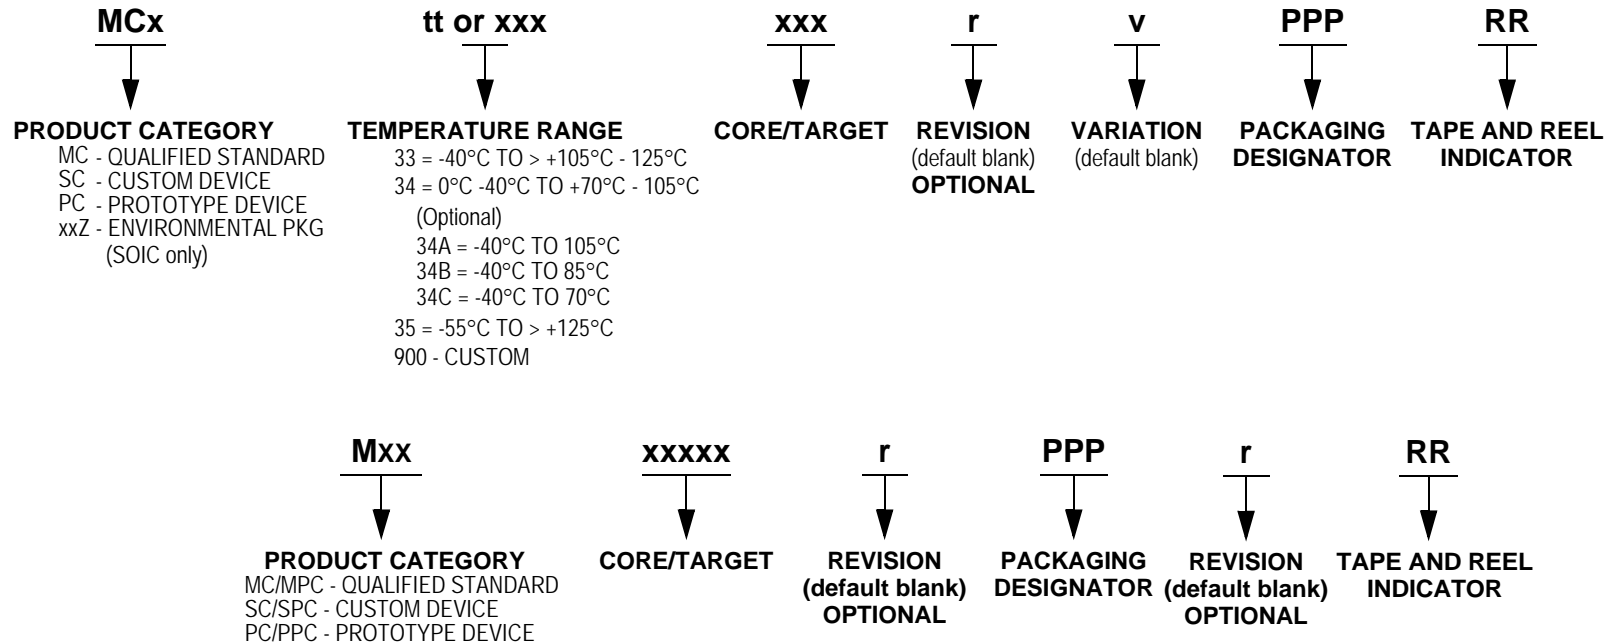 MCx tt or xxx xxx r v PPP RR
PRODUCT CATEGORY
MC - QUALIFIED STANDARD
SC - CUSTOM DEVICE
PC - PROTOTYPE DEVICE
xxZ - ENVIRONMENTAL PKG
(SOIC only)
TEMPERATURE RANGE
33 = -40°C TO > +105°C - 125°C
34 = 0°C -40°C TO +70°C - 105°C
(Optional)
34A = -40°C TO 105°C
34B = -40°C TO 85°C
34C = -40°C TO 70°C
35 = -55°C TO > +125°C
900 - CUSTOM
CORE/TARGET
REVISION
(default blank)
OPTIONAL
VARIATION
(default blank)
PACKAGING
DESIGNATOR
TAPE AND REEL
INDICATOR
Mxx xxxxx r PPP r RR
PRODUCT CATEGORY
MC/MPC - QUALIFIED STANDARD
SC/SPC - CUSTOM DEVICE
PC/PPC - PROTOTYPE DEVICE
CORE/TARGET
REVISION
(default blank)
OPTIONAL
PACKAGING
DESIGNATOR
REVISION
(default blank)
OPTIONAL
TAPE AND REEL
INDICATOR